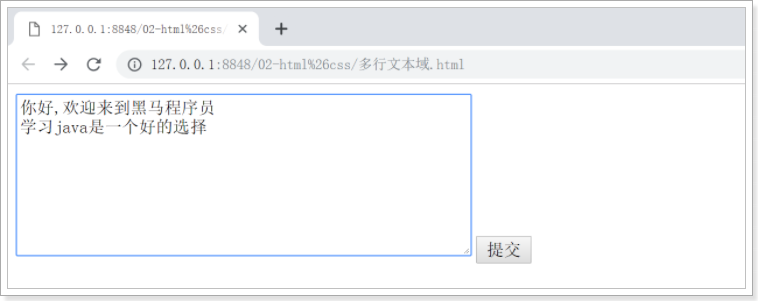 127.0.0.1:8848/02-html%26css/
127.0.0.1:8848/02-html%26css/多行文本域.html
你好,欢迎来到黑马程序员
学习java是一个好的选择
提交